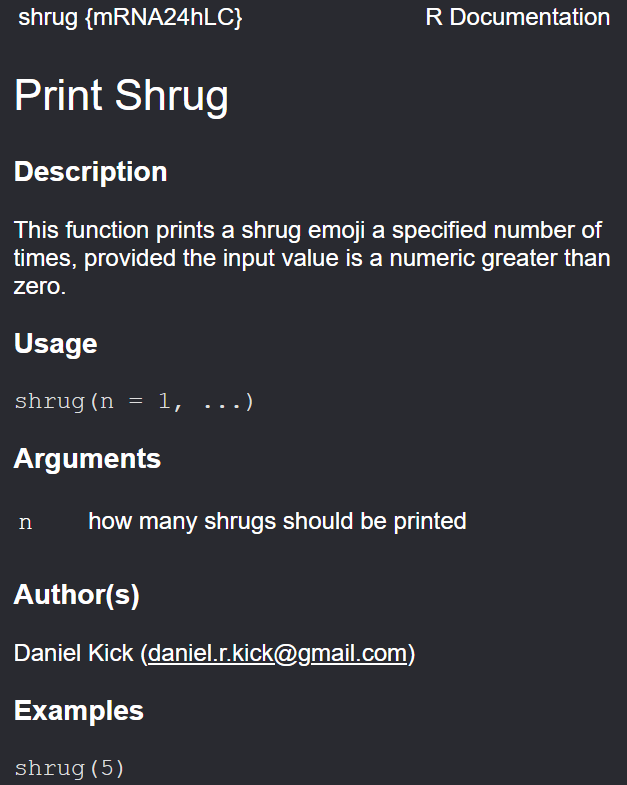 shrug {mRNA24hLC} R Documentation
Print Shrug
Description
This function prints a shrug emoji a specified number of
times, provided the input value is a numeric greater than
zero.
Usage
shrug(n = 1, ...)
Arguments
n how many shrugs should be printed
Author(s)
Daniel Kick (daniel.r.kick@gmail.com)
Examples
shrug(5)